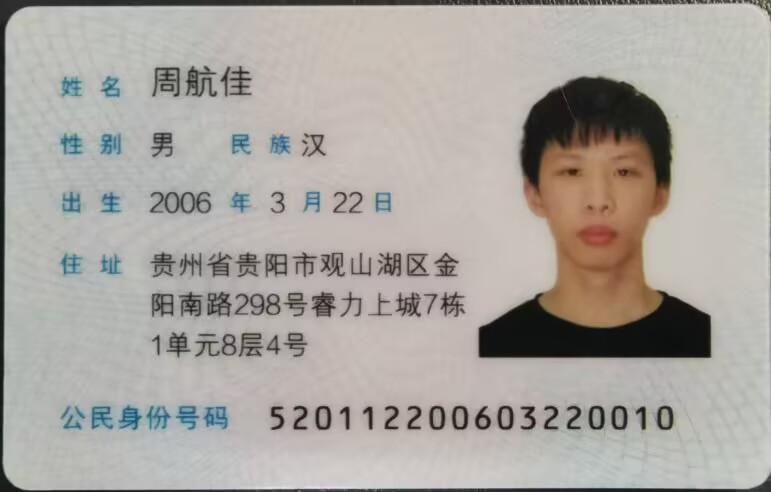 姓名 周航佳
性别 男 民族 汉
出生 2006 年 3 月 22 日
住址 贵州省贵阳市观山湖区金
阳南路298号睿力上城7栋
1单元8层4号
公民身份号码 520112200603220010